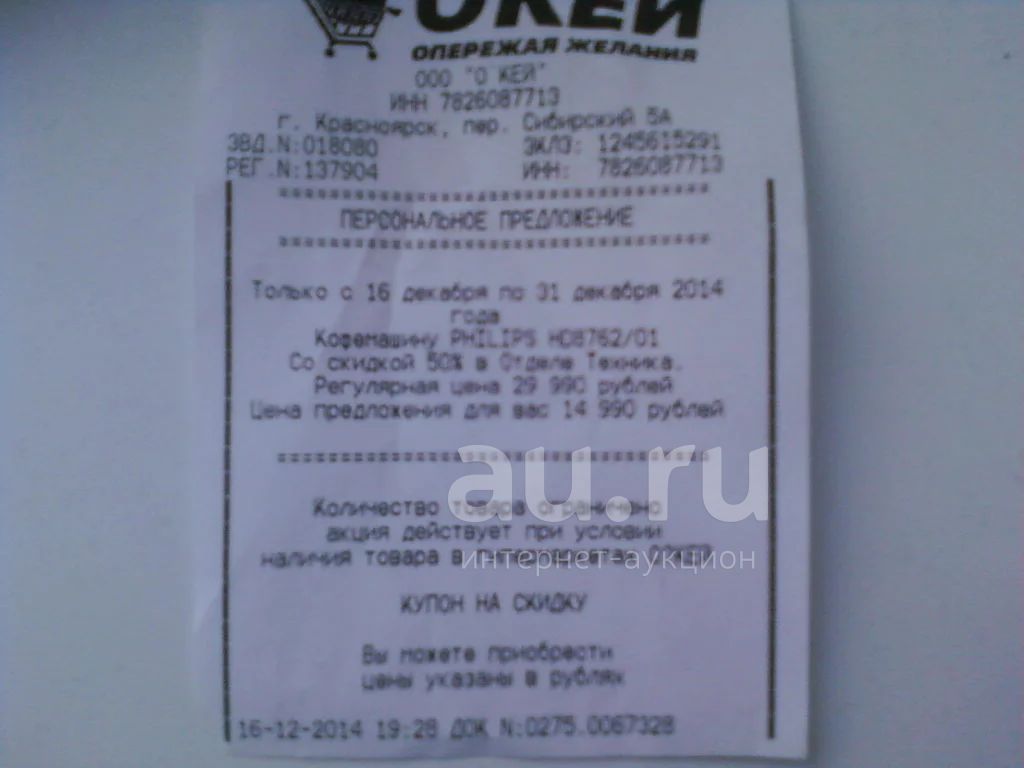 ОКЕЙ
ОПЕРЕЖАЯ ЖЕЛАНИЯ
ООО "О КЕЙ"
ИНН 7826087713
г. Красноярск, пер. Сибирский 5А
ЗВД.N:018080 ЭКЛЗ: 1245615291
РЕГ.N:137904 ИНН: 7826087713
ПЕРСОНАЛЬНОЕ ПРЕДЛОЖЕНИЕ
Только с 16 декабря по 31 декабря 2014
года
Кофемашину PHILIPS HD8762/01
Со скидкой 50% в Отделе Техника.
Регулярная цена 29 990 рублей
Цена предложения для вас 14 990 рублей
au.ru
Количество товара ограничено
акция действует при условии
наличия товара в
интернет-аукцион
КУПОН НА СКИДКУ
Вы можете приобрести
цены указаны в рублях
16-12-2014 19:28 ДОК N:0275.0067328